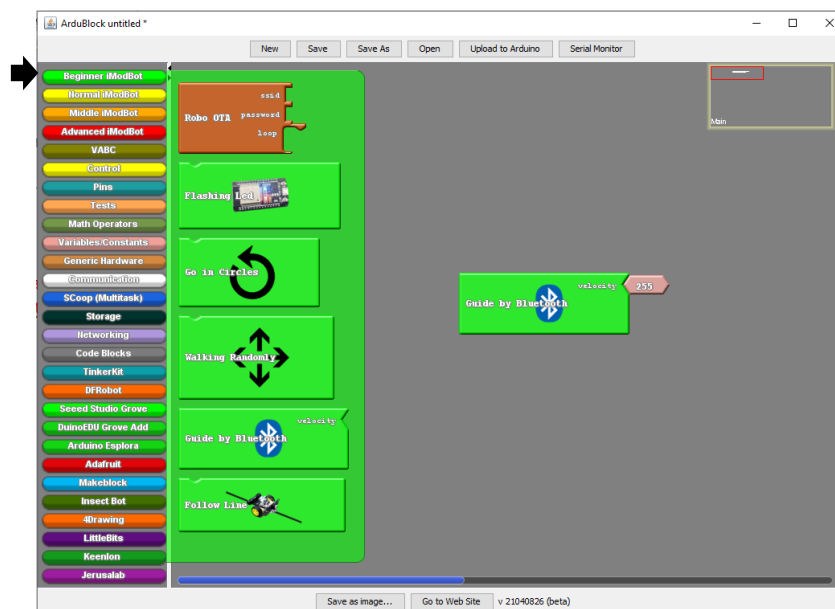 ArduBlock untitled *
New Save Save As Open Upload to Arduino Serial Monitor
Beginner iModBot
Normal iModBot
Middle iModBot
Advanced iModBot
VABC
Control
Pins
Tests
Math Operators
Variables/Constants
Generic Hardware
Communication
SCoop (Multitask)
Storage
Networking
Code Blocks
TinkerKit
DFRobot
Seeed Studio Grove
DuinoEDU Grove Add
Arduino Esplora
Adafruit
Makeblock
Insect Bot
4Drawing
LittleBits
Keenlon
Jerusalab
Robo OTA
ssid
password
loop
Flashing Led
Go in Circles
Walking Randomly
velocity
Guide by Bluetooth
Follow Line
velocity 255
Guide by Bluetooth
Main
Save as image... Go to Web Site v 21040826 (beta)